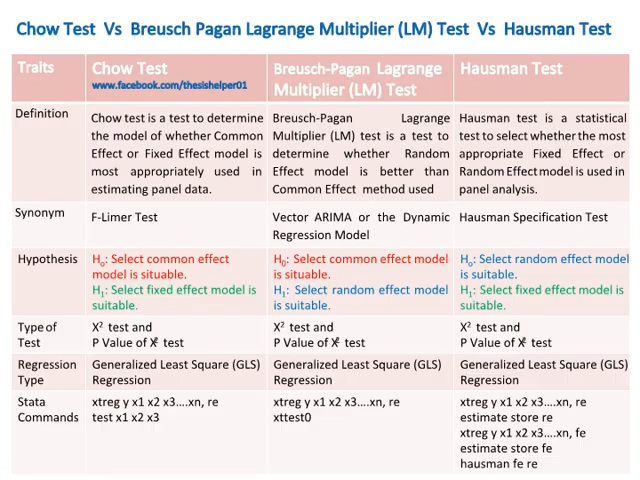 Chow Test Vs Breusch Pagan Lagrange Multiplier (LM) Test Vs Hausman Test
Traits
Chow Test
www.facebook.com/thesishelper01
Breusch-Pagan Lagrange
Multiplier (LM) Test
Hausman Test
Definition
Chow test is a test to determine
the model of whether Common
Effect or Fixed Effect model is
most appropriately used in
estimating panel data.
Breusch-Pagan Lagrange
Multiplier (LM) test is a test to
determine whether Random
Effect model is better than
Common Effect method used
Hausman test is a statistical
test to select whether the most
appropriate Fixed Effect or
Random Effect model is used in
panel analysis.
Synonym
F-Limer Test
Vector ARIMA or the Dynamic
Regression Model
Hausman Specification Test
Hypothesis
Ho: Select common effect
model is situable.
H1: Select fixed effect model is
suitable.
H0: Select common effect model
is situable.
H1: Select random effect model
is suitable.
Ho: Select random effect model
is suitable.
H1: Select fixed effect model is
suitable.
Type of
Test
X² test and
P Value of X² test
X² test and
P Value of X² test
X² test and
P Value of X² test
Regression
Type
Generalized Least Square (GLS)
Regression
Generalized Least Square (GLS)
Regression
Generalized Least Square (GLS)
Regression
Stata
Commands
xtreg y x1 x2 x3….xn, re
test x1 x2 x3
xtreg y x1 x2 x3….xn, re
xttest0
xtreg y x1 x2 x3….xn, re
estimate store re
xtreg y x1 x2 x3….xn, fe
estimate store fe
hausman fe re